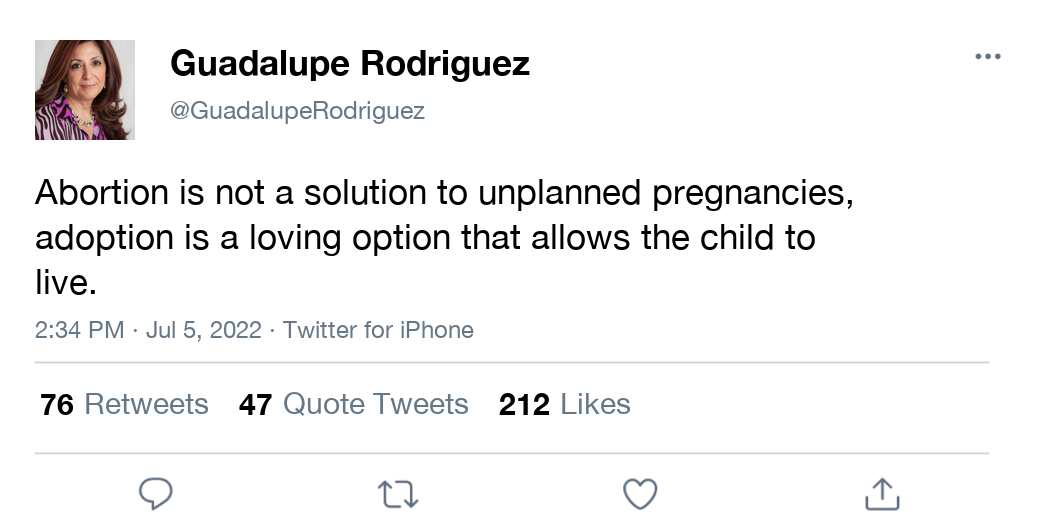 Guadalupe Rodriguez
@GuadalupeRodriguez
Abortion is not a solution to unplanned pregnancies,
adoption is a loving option that allows the child to
live.
2:34 PM · Jul 5, 2022 · Twitter for iPhone
76 Retweets 47 Quote Tweets 212 Likes